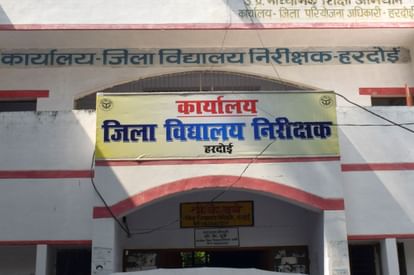 उ.प्र. माध्यमिक शिक्षा अभियान
कार्यालय- जिला परियोजना अधिकारी - हरदोई
कार्यालय-जिला विद्यालय निरीक्षक-हरदोई
कार्यालय
जिला विद्यालय निरीक्षक
हरदोई